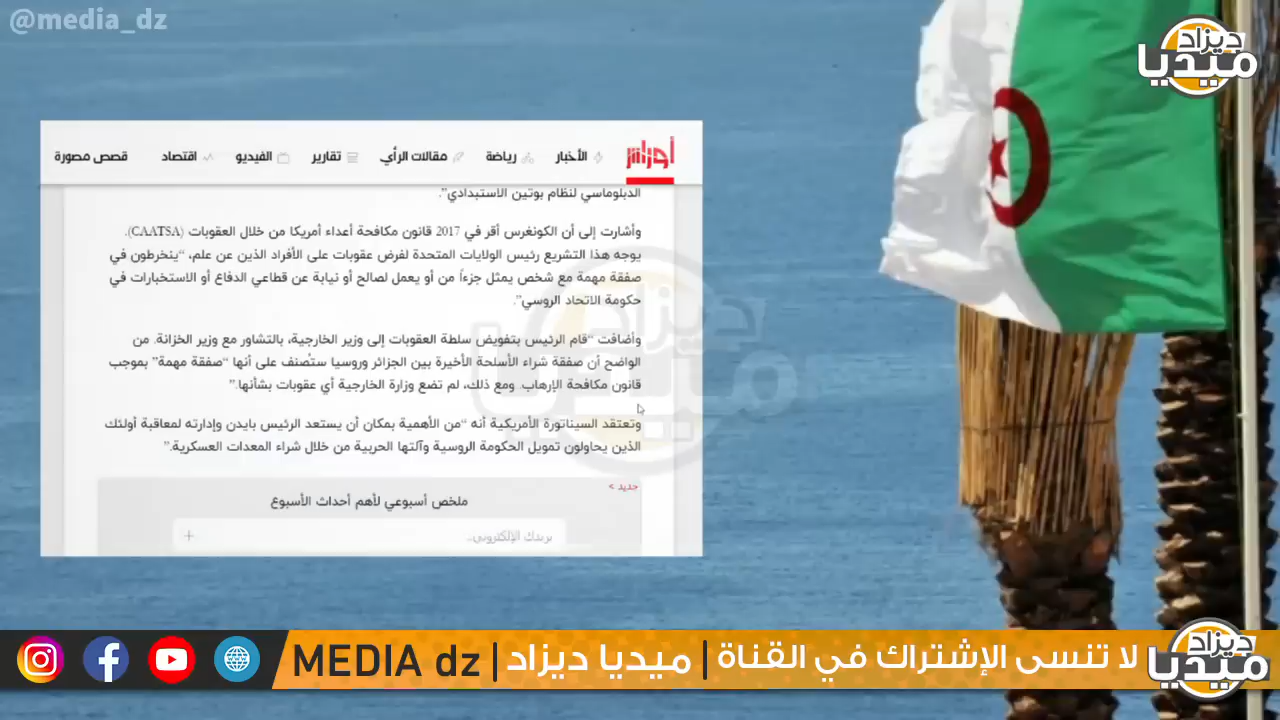 @media_dz
ديزاد
ميديا
أوراس
الأخبار
رياضة
مقالات الرأي
تقارير
الفيديو
اقتصاد
قصص مصورة
الدبلوماسي لنظام بوتين الاستبدادي”.
وأشارت إلى أن الكونغرس أقر في 2017 قانون مكافحة أعداء أمريكا من خلال العقوبات (CAATSA).
يوجه هذا التشريع رئيس الولايات المتحدة لفرض عقوبات على الأفراد الذين عن علم، “ينخرطون في
صفقة مهمة مع شخص يمثل جزءاً من أو يعمل لصالح أو نيابة عن قطاعي الدفاع أو الاستخبارات في
حكومة الاتحاد الروسي”.
وأضافت “قام الرئيس بتفويض سلطة العقوبات إلى وزير الخارجية، بالتشاور مع وزير الخزانة. من
الواضح أن صفقة شراء الأسلحة الأخيرة بين الجزائر وروسيا ستُصنف على أنها “صفقة مهمة” بموجب
قانون مكافحة الإرهاب. ومع ذلك، لم تضع وزارة الخارجية أي عقوبات بشأنها.”
وتعتقد السيناتورة الأمريكية أنه “من الأهمية بمكان أن يستعد الرئيس بايدن وإدارته لمعاقبة أولئك
الذين يحاولون تمويل الحكومة الروسية وآلتها الحربية من خلال شراء المعدات العسكرية.”
جديد >
ملخص أسبوعي لأهم أحداث الأسبوع
بريدك الإلكتروني..
+
ديزاد
ميديا
لا تنسى الإشتراك في القناة | ميديا ديزاد | MEDIA dz
ديزاد
ميديا